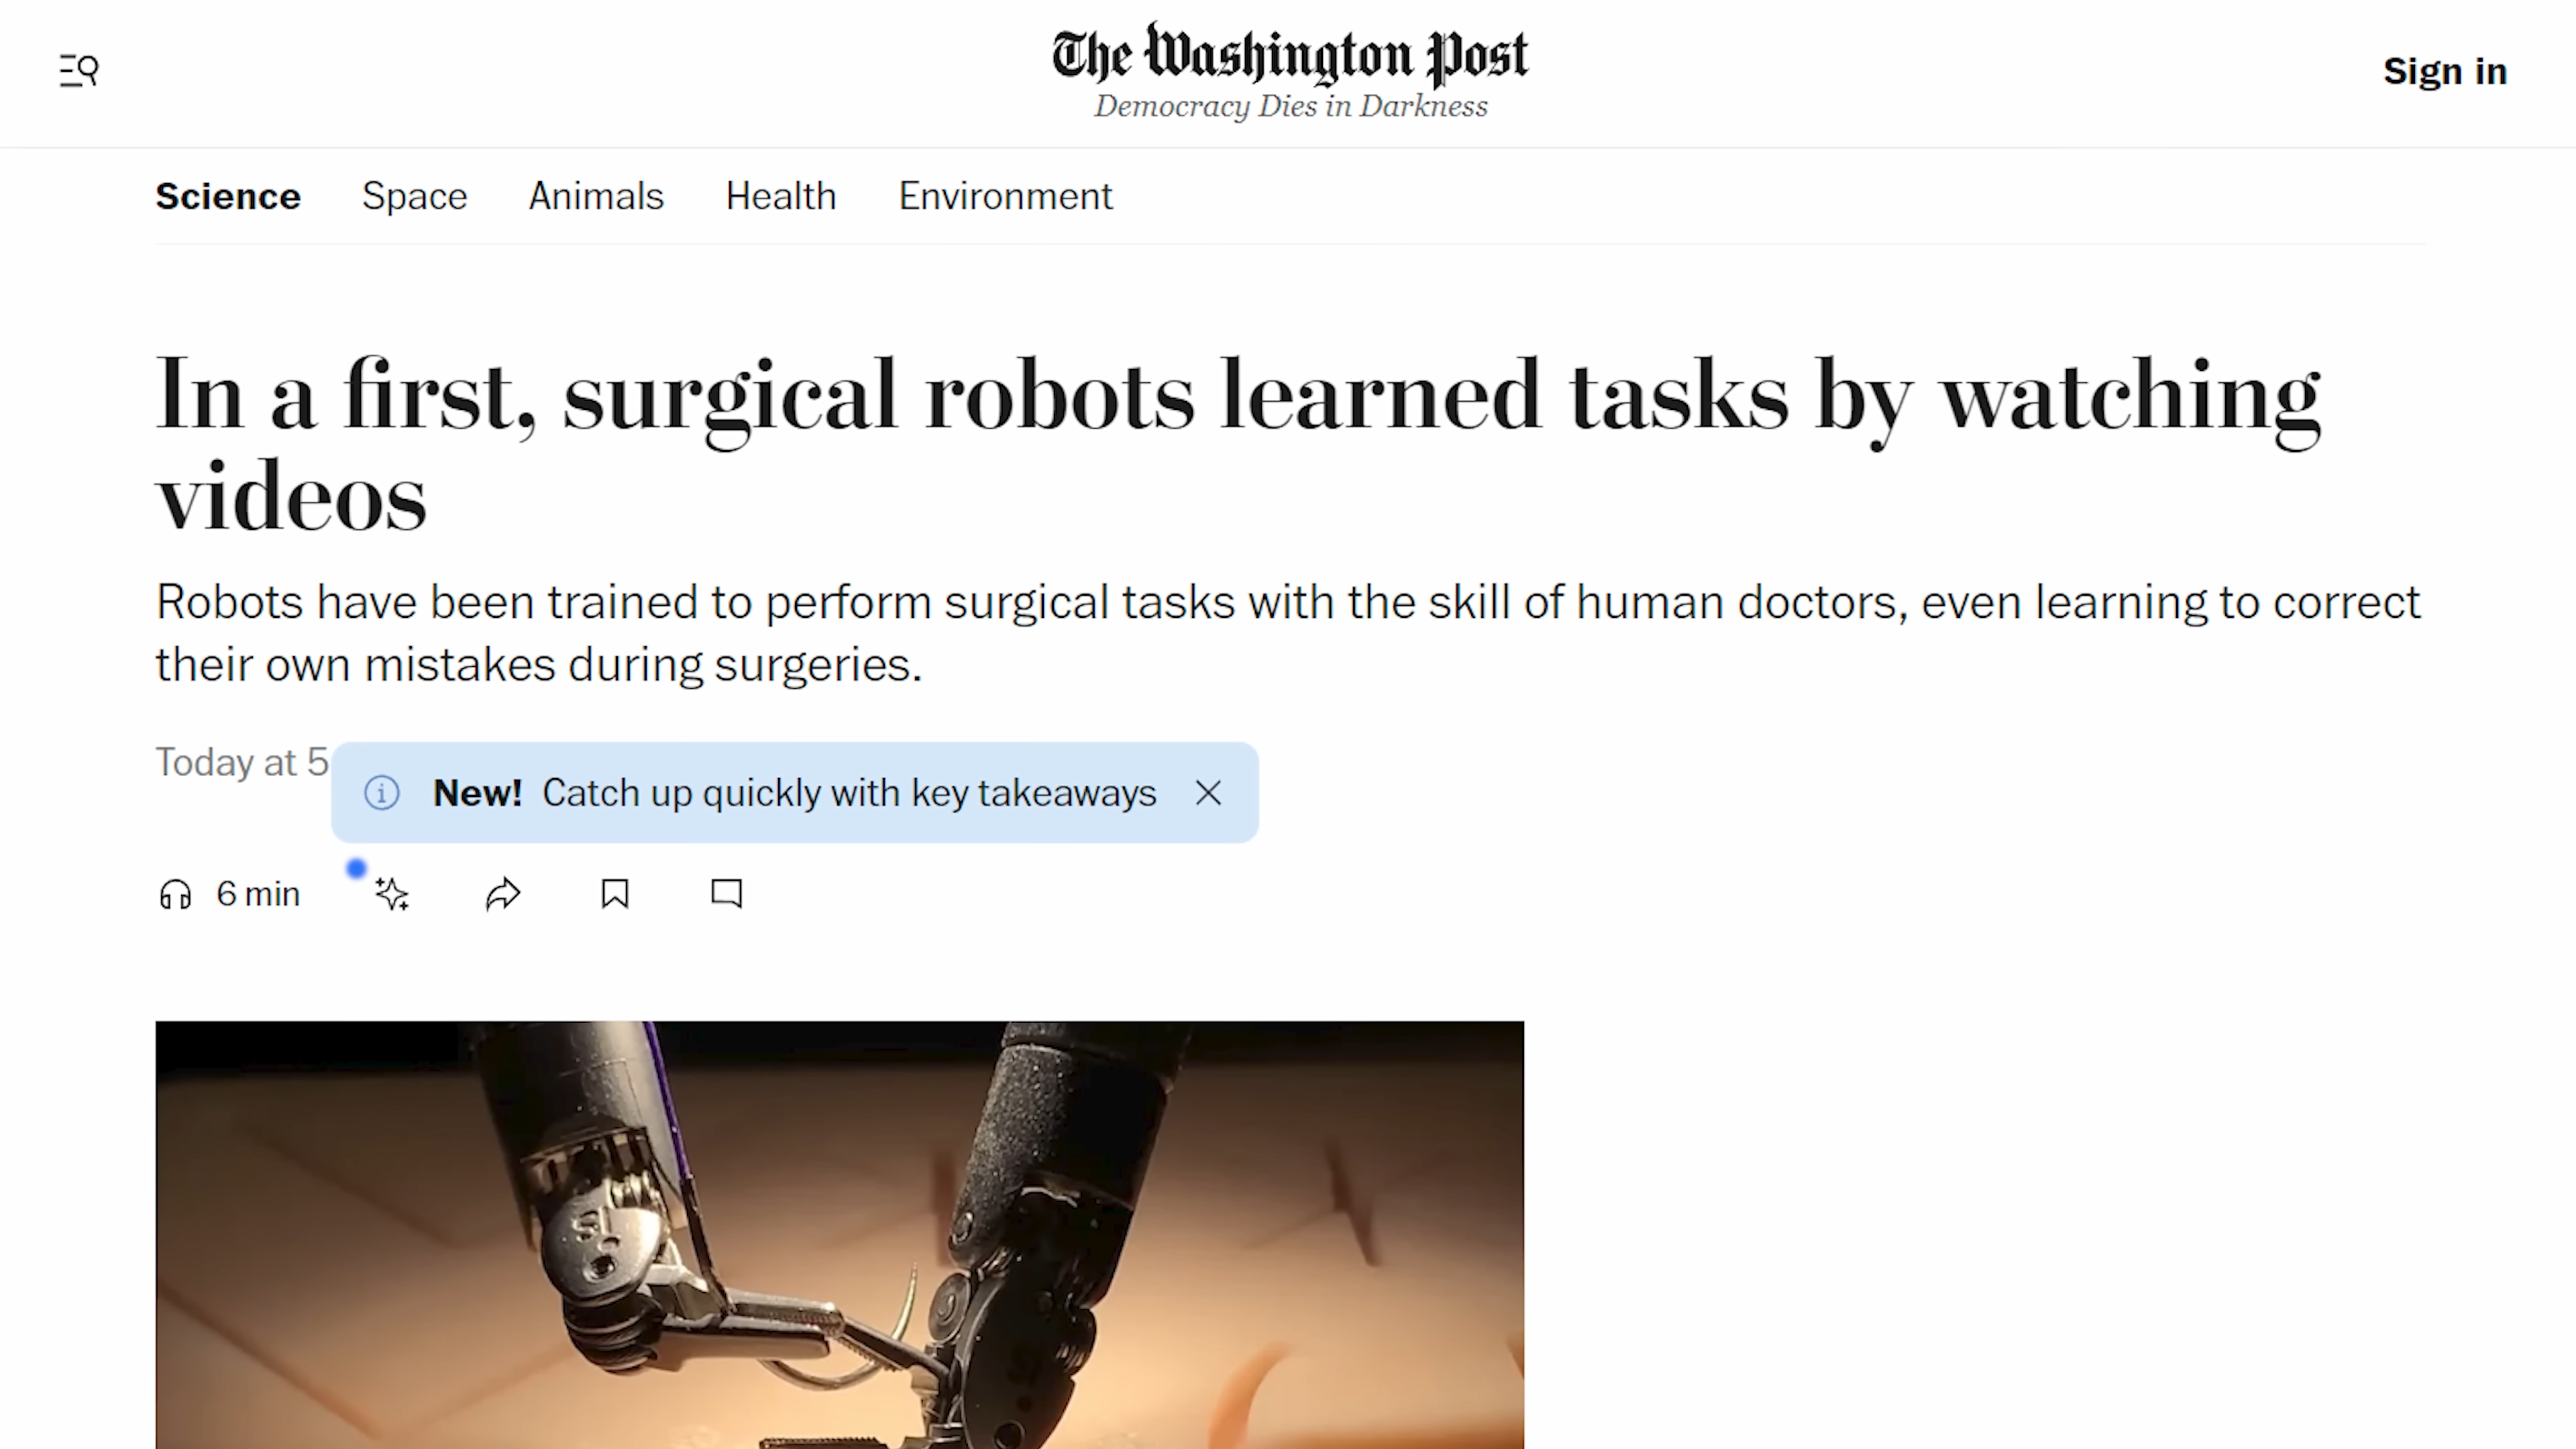 The Washington Post
Democracy Dies in Darkness
Sign in
Science Space Animals Health Environment
In a first, surgical robots learned tasks by watching
videos
Robots have been trained to perform surgical tasks with the skill of human doctors, even learning to correct
their own mistakes during surgeries.
Today at 5
New! Catch up quickly with key takeaways
6 min